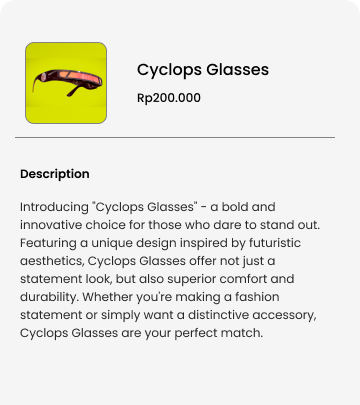 Cyclops Glasses
Rp200.000
Description
Introducing "Cyclops Glasses" - a bold and
innovative choice for those who dare to stand out.
Featuring a unique design inspired by futuristic
aesthetics, Cyclops Glasses offer not just a
statement look, but also superior comfort and
durability. Whether you're making a fashion
statement or simply want a distinctive accessory,
Cyclops Glasses are your perfect match.